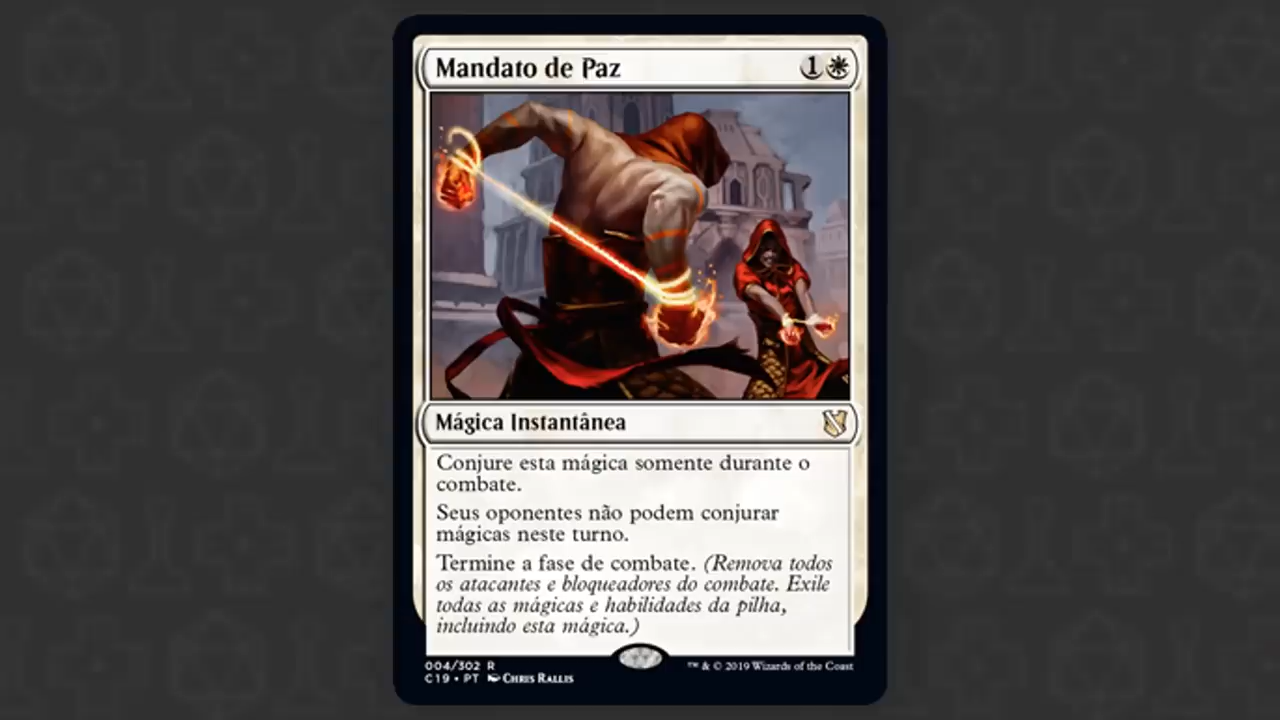 Mandato de Paz 1
Mágica Instantânea
Conjure esta mágica somente durante o
combate.
Seus oponentes não podem conjurar
mágicas neste turno.
Termine a fase de combate. (Remova todos
os atacantes e bloqueadores do combate. Exile
todas as mágicas e habilidades da pilha,
incluindo esta mágica.)
004/302 R
™ & © 2019 Wizards of the Coast
C19 • PT Chris Rallis